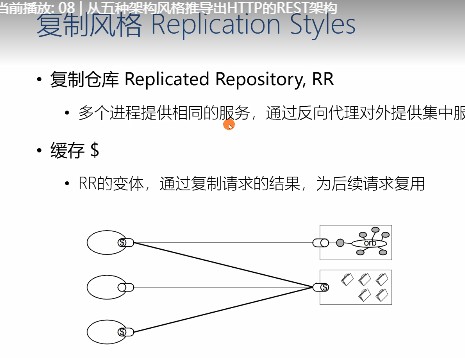 当前播放: 08 | 从五种架构风格推导出HTTP的REST架构
复制风格 Replication Styles
• 复制仓库 Replicated Repository, RR
• 多个进程提供相同的服务，通过反向代理对外提供集中服
• 缓存 $
• RR的变体，通过复制请求的结果，为后续请求复用
$ orb
$
$
$